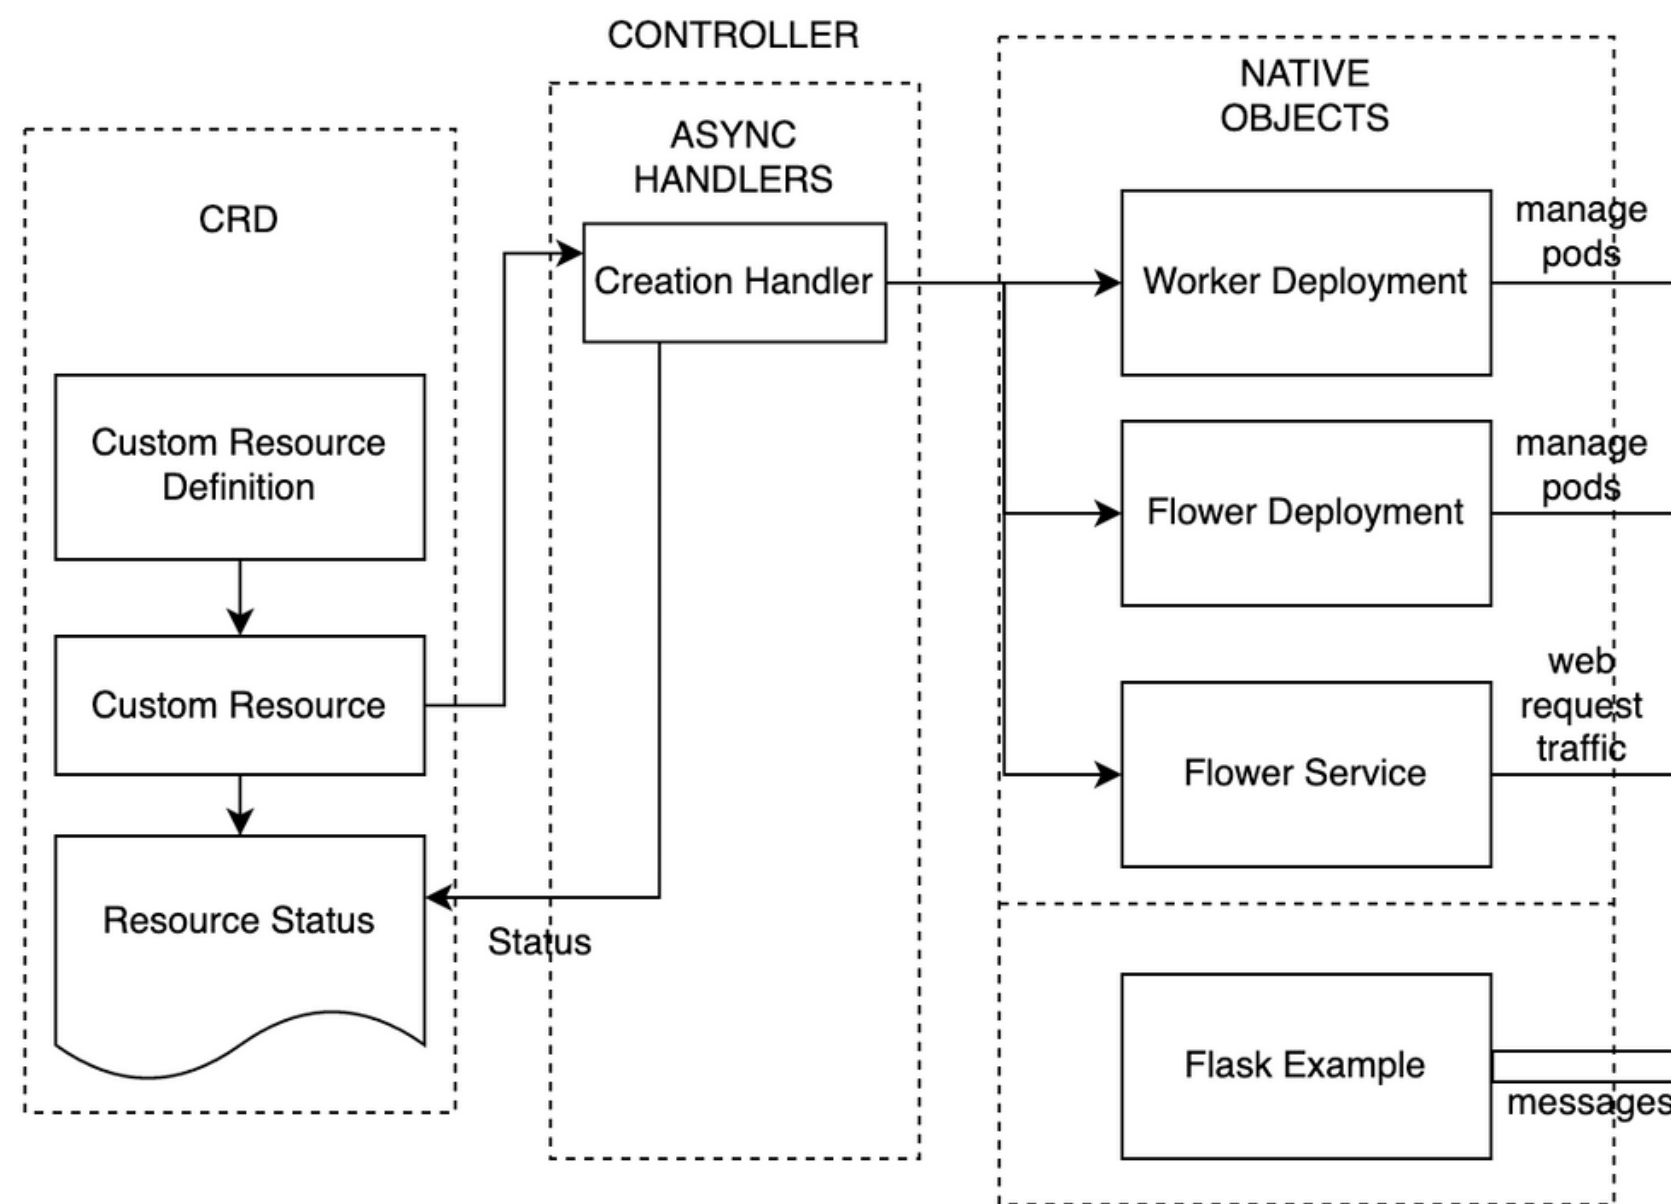 CONTROLLER
CRD
Custom Resource
Definition
Custom Resource
Resource Status
ASYNC
HANDLERS
Creation Handler
Status
NATIVE
OBJECTS
Worker Deployment
manage
pods
Flower Deployment
manage
pods
Flower Service
web
request
traffic
Flask Example
messages